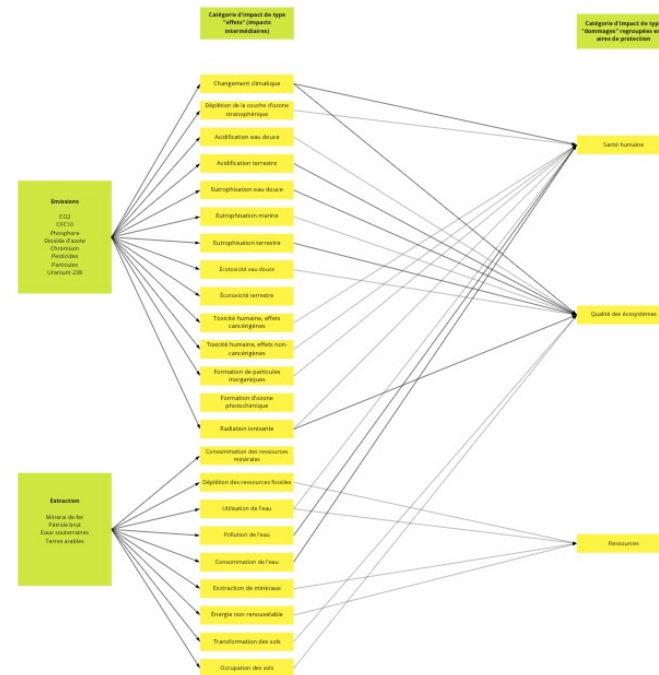 Catégorie d'impact de type
"effets" (impacts
intermédiaires)
Catégorie d'impact de typ
"dommages" regroupées en
aires de protection
Changement climatique
Déplétion de la couche d'ozone
stratosphérique
Acidification eau douce
Acidification terrestre
Eutrophisation eau douce
Eutrophisation marine
Eutrophisation terrestre
Écotoxicité eau douce
Écotoxicité terrestre
Toxicité humaine, effets
cancérigènes
Toxicité humaine, effets non-
cancérigènes
Formation de particules
inorganiques
Formation d'ozone
photochimique
Radiation ionisante
Consommation des ressources
minérales
Déplétion des ressources fossiles
Utilisation de l'eau
Pollution de l'eau
Consommation de l'eau
Exctraction de minéraux
Énergie non renouvelable
Transformation des sols
Occupation des sols
Emissions
CO2
CFC10
Phosphore
Dioxide d'azote
Chromium
Pesticides
Particules
Uranium 238
Extraction
Minerai de fer
Pétrole brut
Eaux souterraines
Terres arables
Santé humaine
Qualité des écosystèmes
Ressources